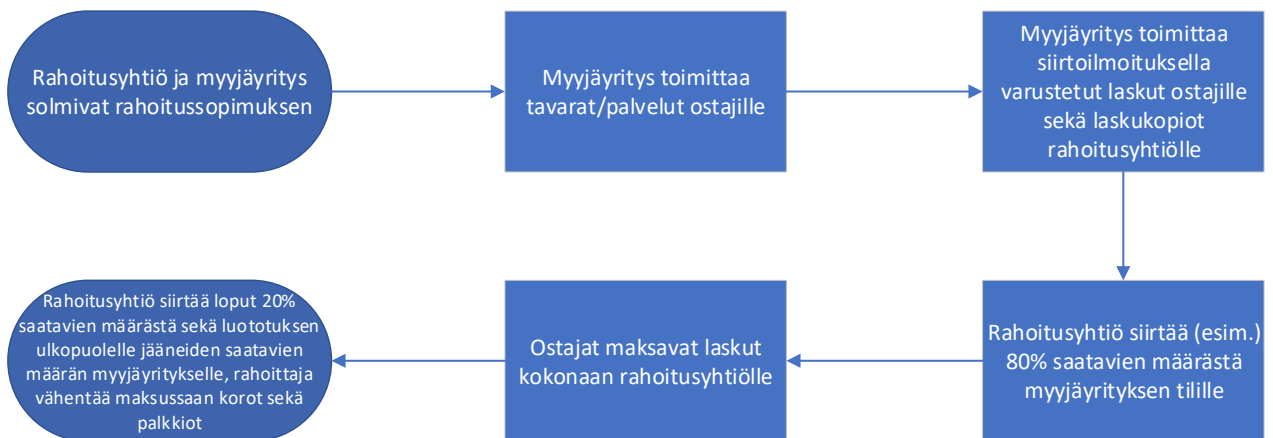 Rahoitusyhtiö ja myyjäyritys
solmivat rahoitussopimuksen
Myyjäyritys toimittaa
tavarat/palvelut ostajille
Myyjäyritys toimittaa
siirtoilmoituksella
varustetut laskut ostajille
sekä laskukopiot
rahoitusyhtiölle
Rahoitusyhtiö siirtää (esim.)
80% saatavien määrästä
myyjäyrityksen tilille
Ostajat maksavat laskut
kokonaan rahoitusyhtiölle
Rahoitusyhtiö siirtää loput 20%
saatavien määrästä sekä luototuksen
ulkopuolelle jääneiden saatavien
määrän myyjäyritykselle, rahoittaja
vähentää maksussaan korot sekä
palkkiot